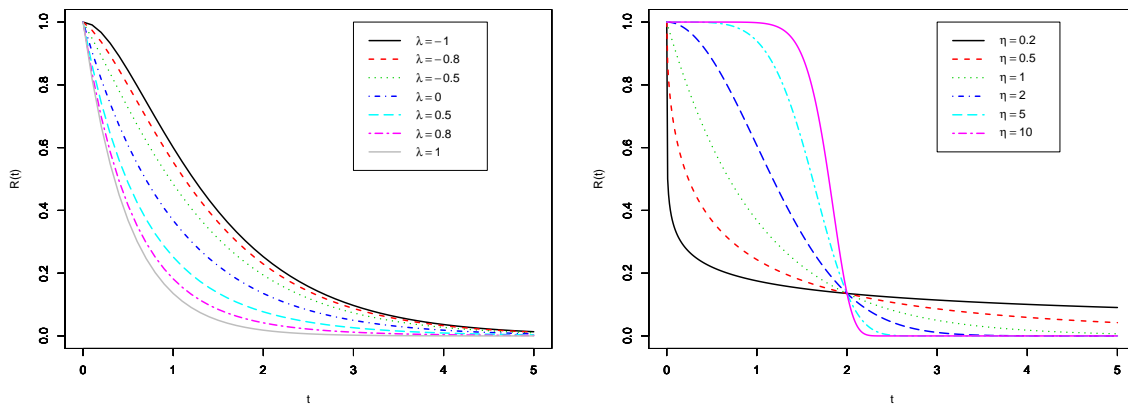 R(t)
1.0
0.8
0.6
0.4
0.2
0.0
λ = −1
λ = −0.8
λ = −0.5
λ = 0
λ = 0.5
λ = 0.8
λ = 1
0 1 2 3 4 5
t
R(t)
1.0
0.8
0.6
0.4
0.2
0.0
η = 0.2
η = 0.5
η = 1
η = 2
η = 5
η = 10
0 1 2 3 4 5
t